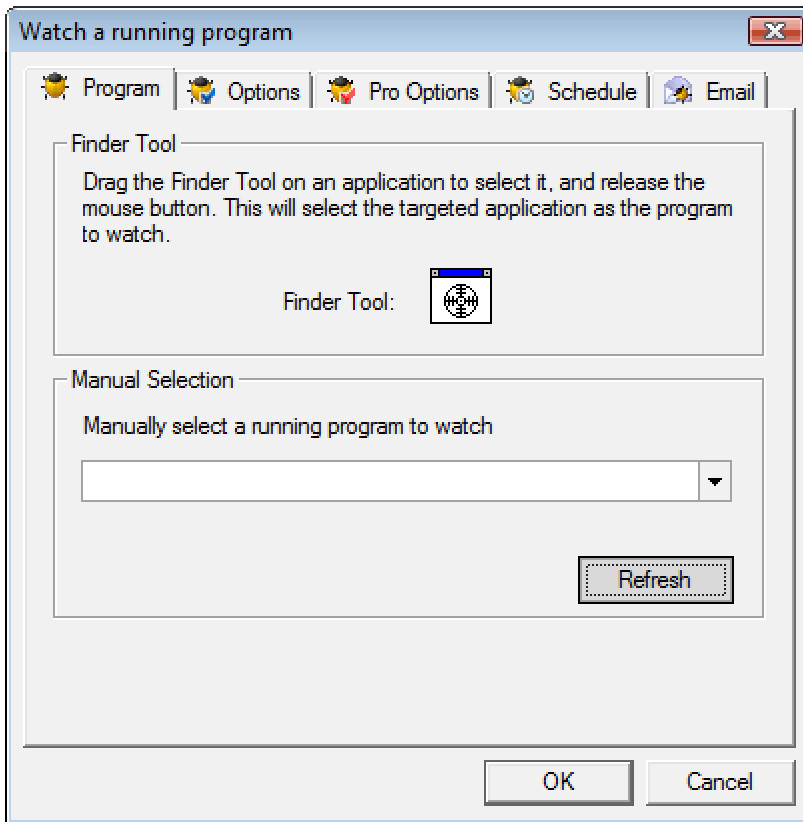 Watch a running program
Program Options Pro Options Schedule Email
Finder Tool
Drag the Finder Tool on an application to select it, and release the
mouse button. This will select the targeted application as the program
to watch.
Finder Tool:
Manual Selection
Manually select a running program to watch
Refresh
OK Cancel